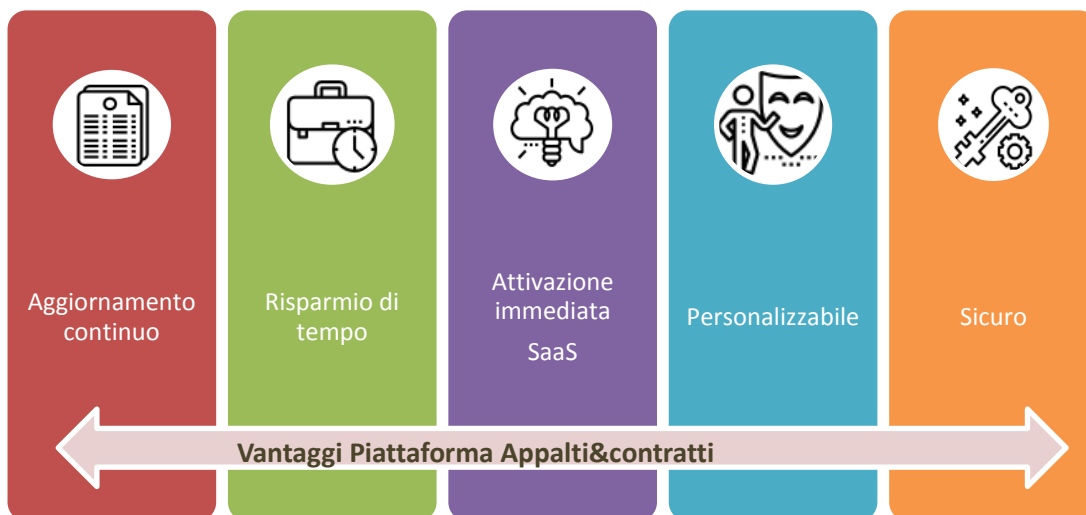 Aggiornamento
continuo
Risparmio di
tempo
Attivazione
immediata
SaaS
Personalizzabile
Sicuro
Vantaggi Piattaforma Appalti&contratti